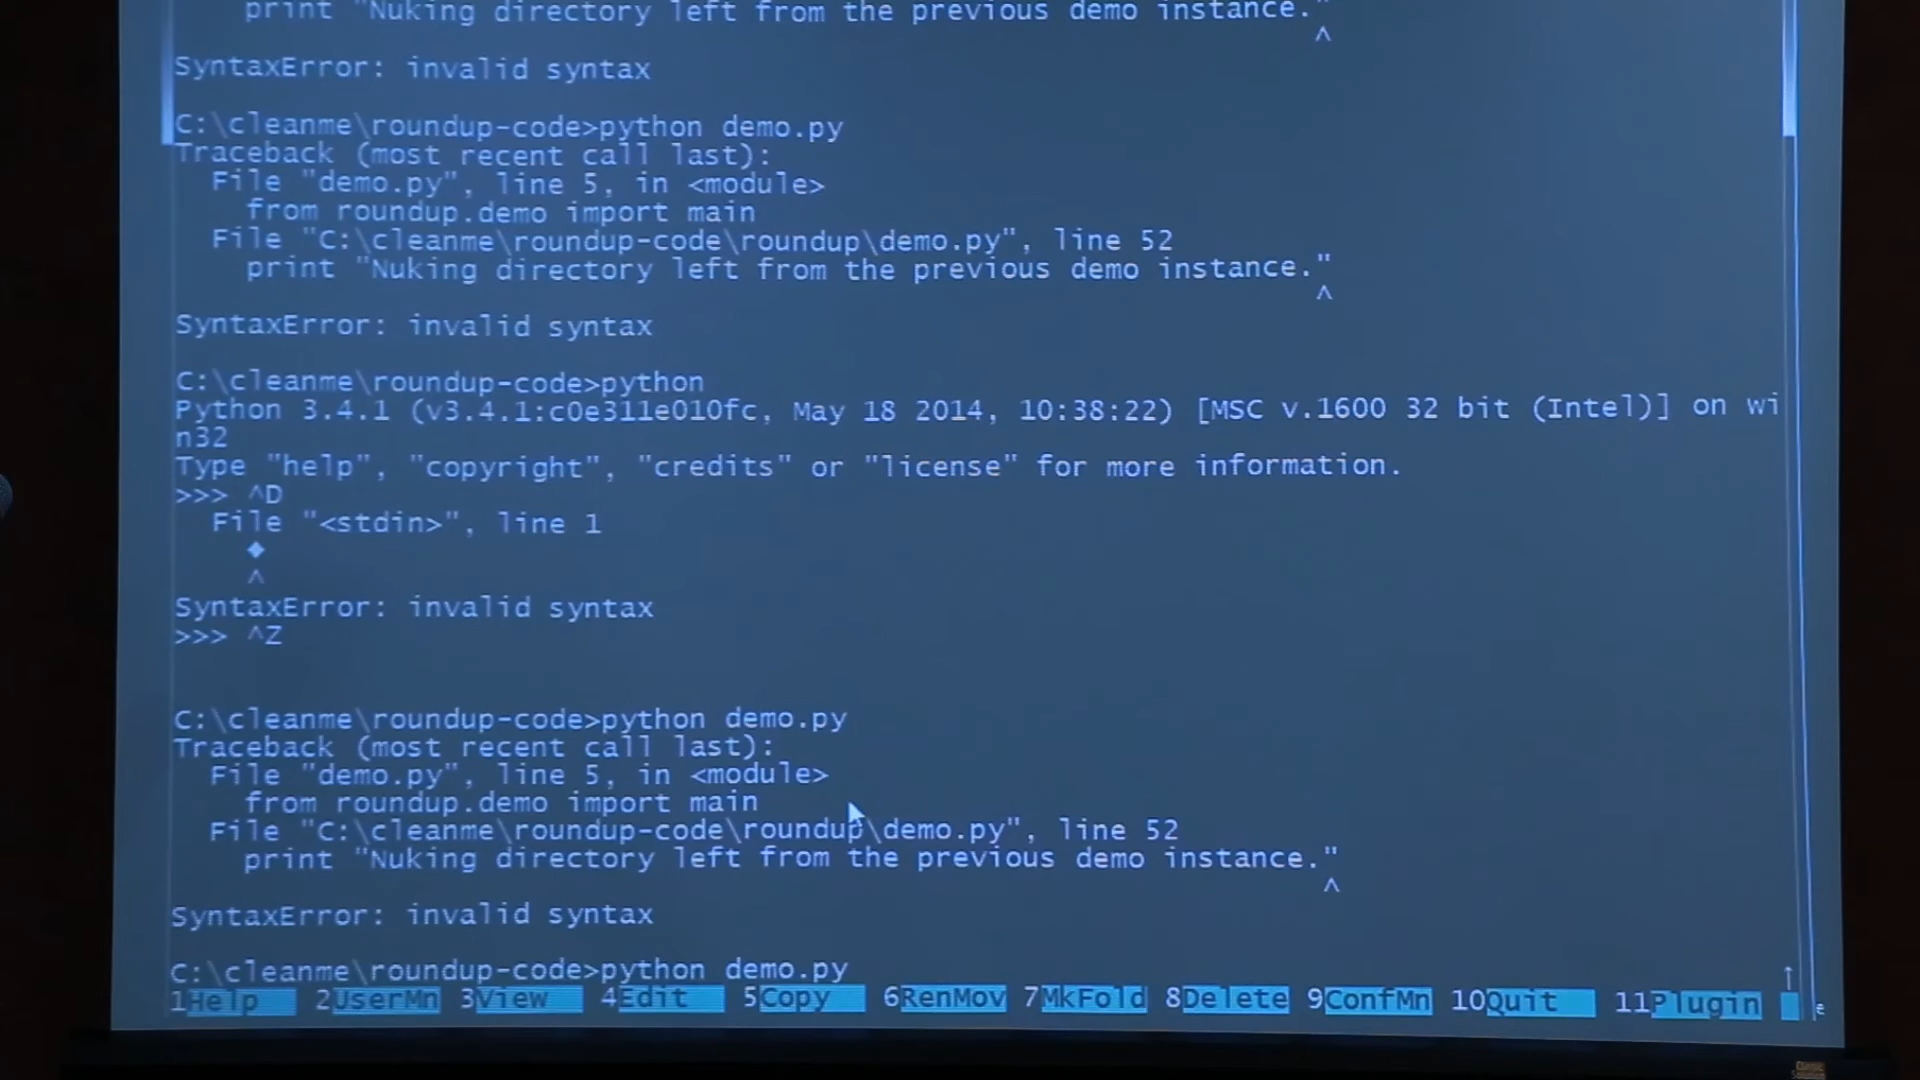 print "Nuking directory left from the previous demo instance."
^
SyntaxError: invalid syntax
C:\cleanme\roundup-code>python demo.py
Traceback (most recent call last):
File "demo.py", line 5, in <module>
from roundup.demo import main
File "C:\cleanme\roundup-code\roundup\demo.py", line 52
print "Nuking directory left from the previous demo instance."
^
SyntaxError: invalid syntax
C:\cleanme\roundup-code>python
Python 3.4.1 (v3.4.1:c0e311e010fc, May 18 2014, 10:38:22) [MSC v.1600 32 bit (Intel)] on wi
n32
Type "help", "copyright", "credits" or "license" for more information.
>>> ^D
File "<stdin>", line 1
♦
^
SyntaxError: invalid syntax
>>> ^Z
C:\cleanme\roundup-code>python demo.py
Traceback (most recent call last):
File "demo.py", line 5, in <module>
from roundup.demo import main
File "C:\cleanme\roundup-code\roundup\demo.py", line 52
print "Nuking directory left from the previous demo instance."
^
SyntaxError: invalid syntax
C:\cleanme\roundup-code>python demo.py
1Help 2UserMn 3View 4Edit 5Copy 6RenMov 7MkFold 8Delete 9ConfMn 10Quit 11Plugin